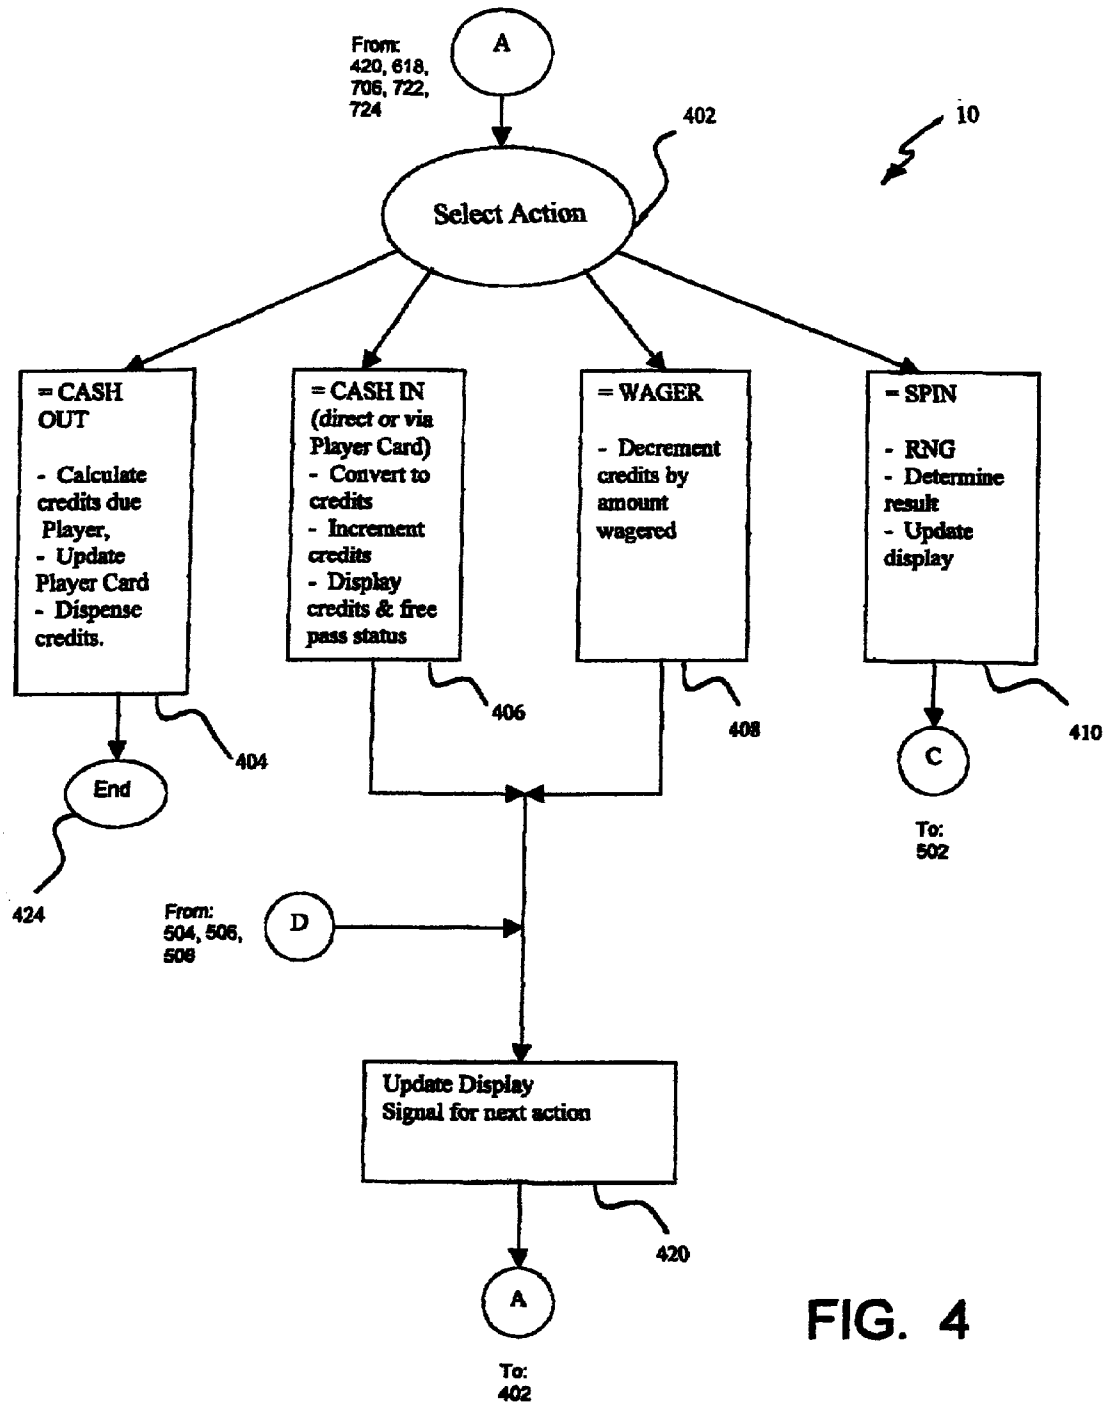 A
From:
420, 618,
706, 722,
724
402
10
Select Action
= CASH
OUT
- Calculate
credits due
Player,
- Update
Player Card
- Dispense
credits.
= CASH IN
(direct or via
Player Card)
- Convert to
credits
- Increment
credits
- Display
credits & free
pass status
= WAGER
- Decrement
credits by
amount
wagered
= SPIN
- RNG
- Determine
result
- Update
display
404
406
408
410
End
C
To:
502
424
From:
504, 506,
508
D
Update Display
Signal for next action
420
A
To:
402
FIG. 4